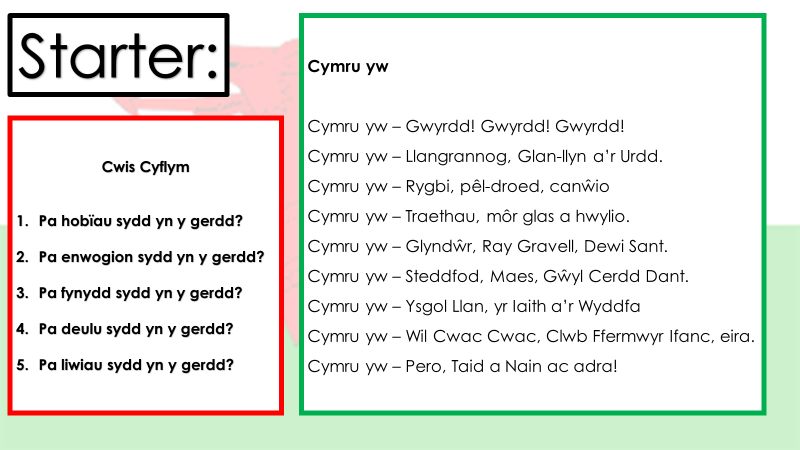 Starter:
Cwis Cyflym
1. Pa hobïau sydd yn y gerdd?
2. Pa enwogion sydd yn y gerdd?
3. Pa fynydd sydd yn y gerdd?
4. Pa deulu sydd yn y gerdd?
5. Pa liwiau sydd yn y gerdd?
Cymru yw
Cymru yw – Gwyrdd! Gwyrdd! Gwyrdd!
Cymru yw – Llangrannog, Glan-llyn a’r Urdd.
Cymru yw – Rygbi, pêl-droed, canŵio
Cymru yw – Traethau, môr glas a hwylio.
Cymru yw – Glyndŵr, Ray Gravell, Dewi Sant.
Cymru yw – Steddfod, Maes, Gŵyl Cerdd Dant.
Cymru yw – Ysgol Llan, yr Iaith a’r Wyddfa
Cymru yw – Wil Cwac Cwac, Clwb Ffermwyr Ifanc, eira.
Cymru yw – Pero, Taid a Nain ac adra!